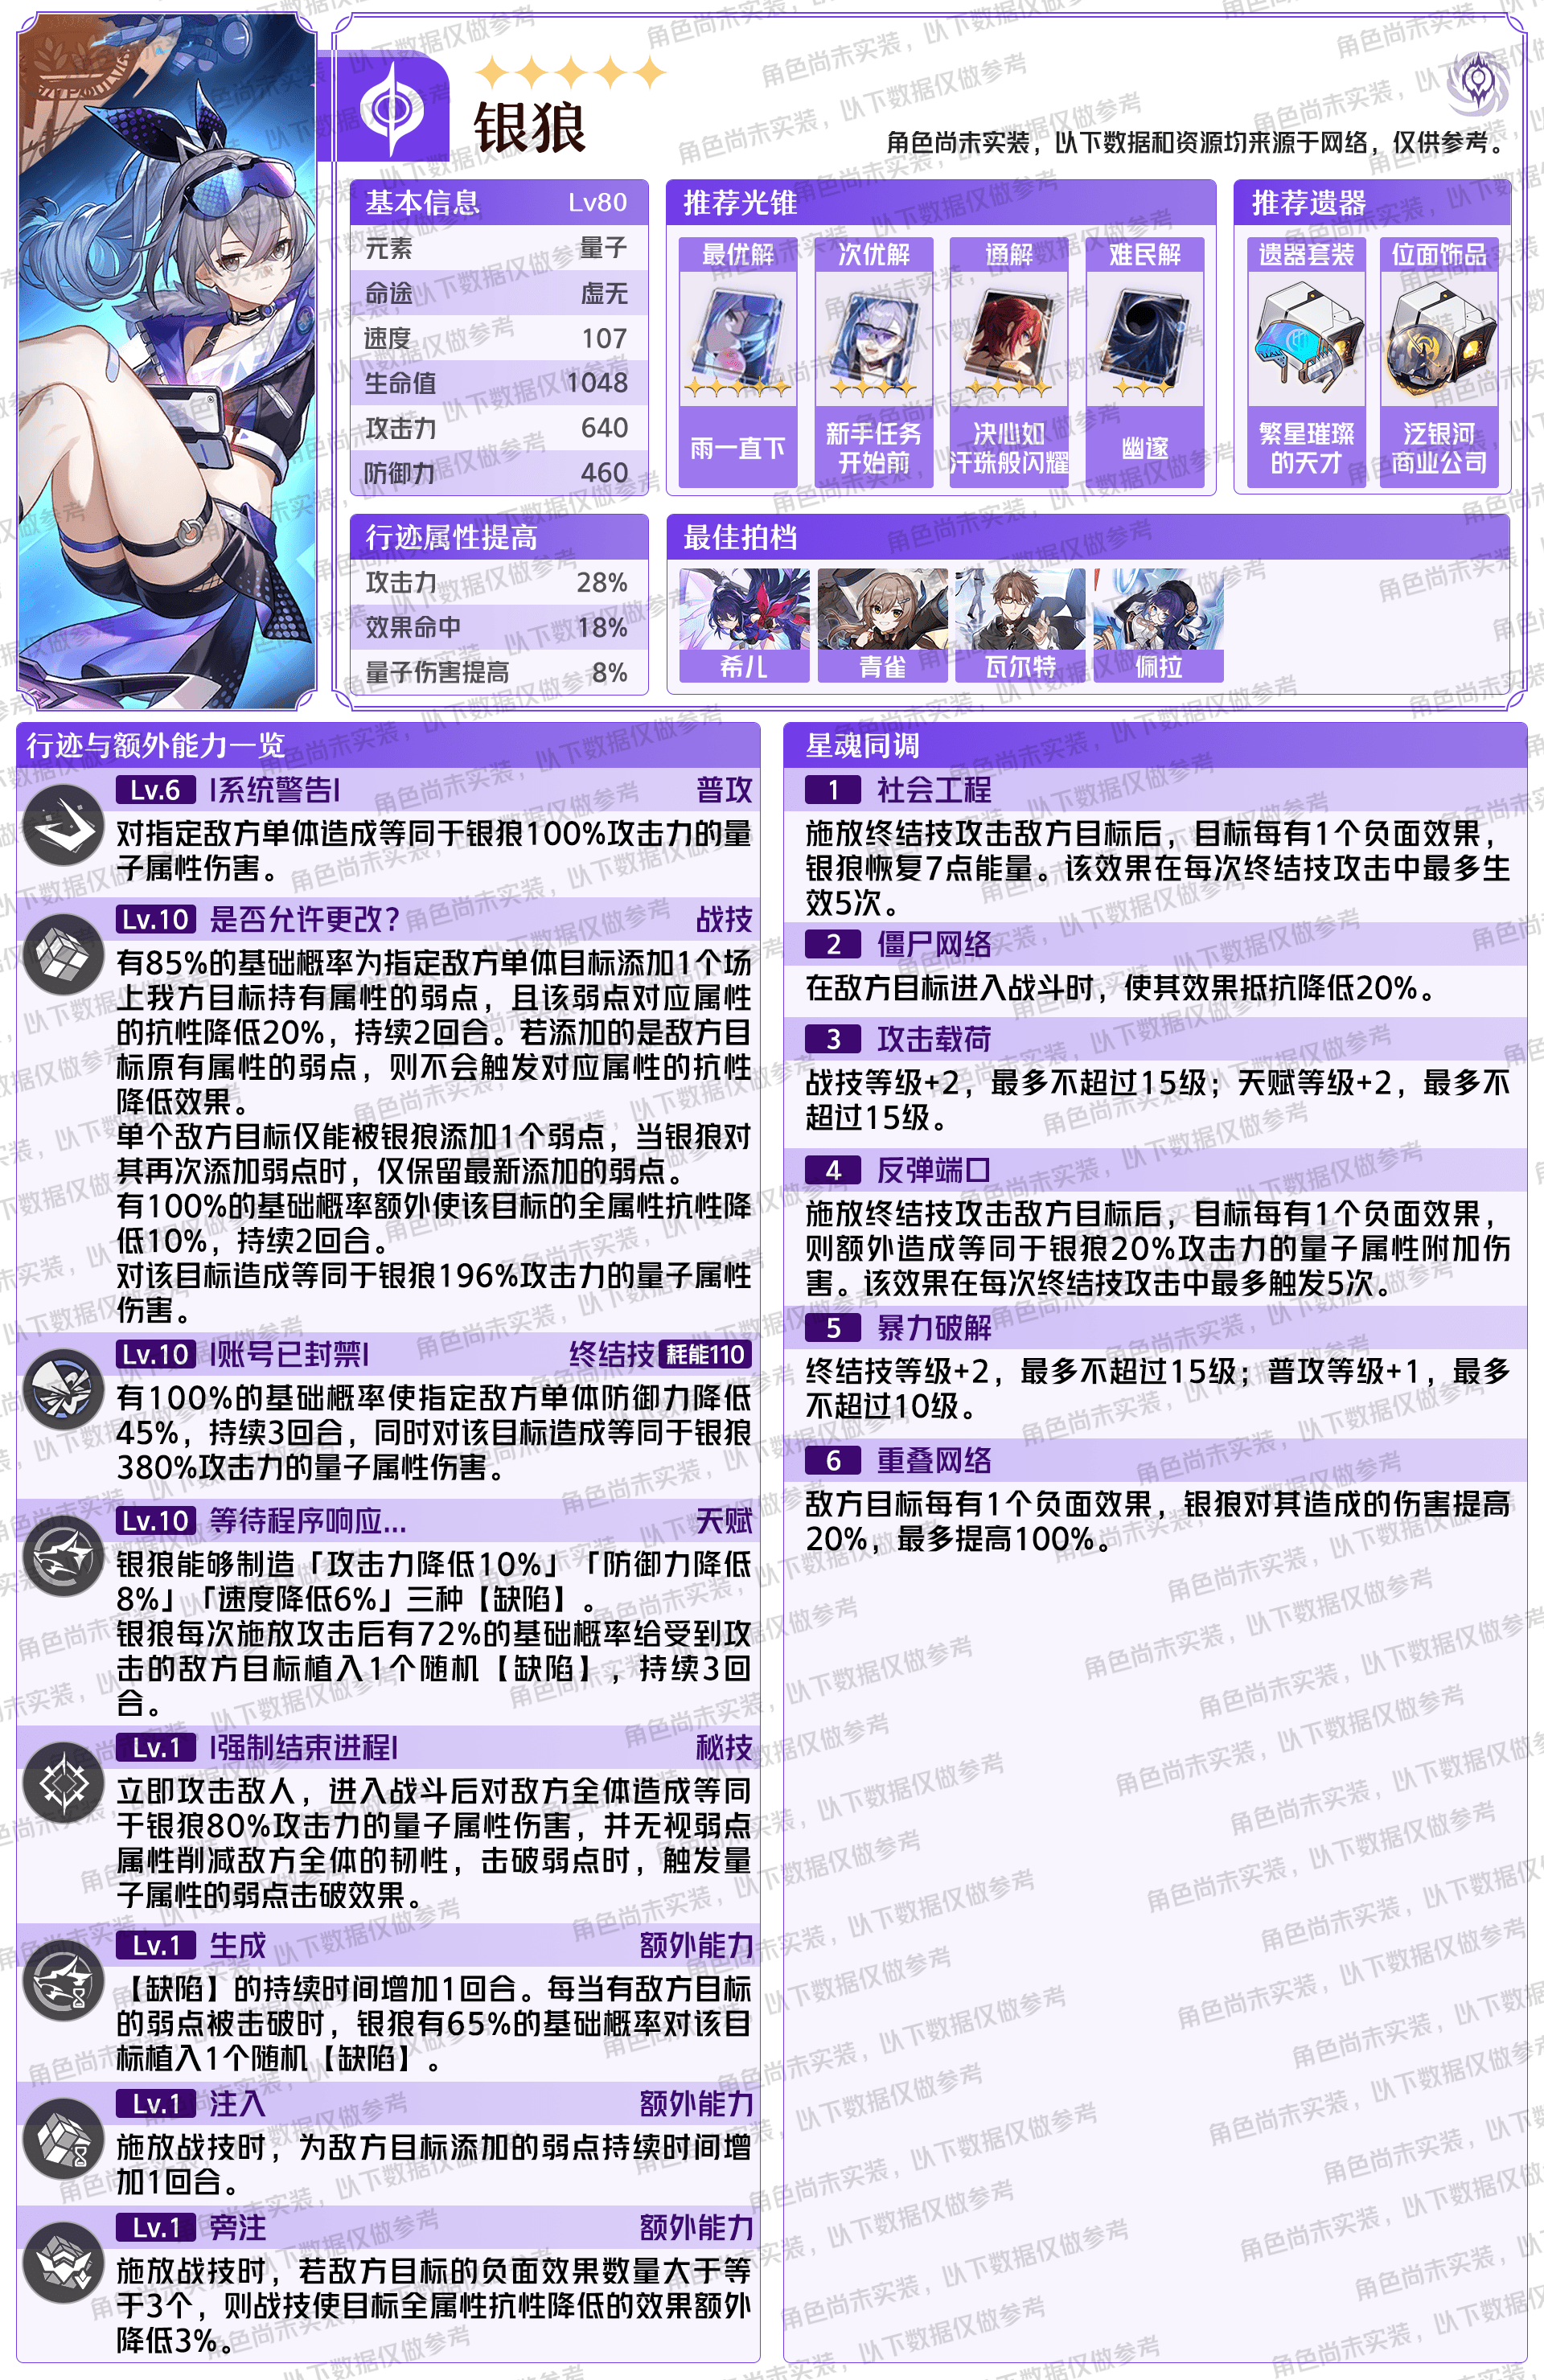 银狼
角色尚未实装，以下数据和资源均来源于网络，仅供参考。
基本信息 Lv80
元素 量子
命途 虚无
速度 107
生命值 1048
攻击力 640
防御力 460
推荐光锥
最优解 次优解 通解 难民解
雨一直下 新手任务 决心如 幽邃
开始前 汗珠般闪耀
推荐遗器
遗器套装 位面饰品
繁星璀璨 泛银河
的天才 商业公司
行迹属性提高
攻击力 28%
效果命中 18%
量子伤害提高 8%
最佳拍档
希儿 青雀 瓦尔特 佩拉
行迹与额外能力一览
Lv.6 |系统警告| 普攻
对指定敌方单体造成等同于银狼100%攻击力的量
子属性伤害。
Lv.10 是否允许更改? 战技
有85%的基础概率为指定敌方单体目标添加1个场
上我方目标持有属性的弱点，且该弱点对应属性
的抗性降低20%，持续2回合。若添加的是敌方目
标原有属性的弱点，则不会触发对应属性的抗性
降低效果。
单个敌方目标仅能被银狼添加1个弱点，当银狼对
其再次添加弱点时，仅保留最新添加的弱点。
有100%的基础概率额外使该目标的全属性抗性降
低10%，持续2回合。
对该目标造成等同于银狼196%攻击力的量子属性
伤害。
Lv.10 |账号已封禁| 终结技 耗能110
有100%的基础概率使指定敌方单体防御力降低
45%，持续3回合，同时对该目标造成等同于银狼
380%攻击力的量子属性伤害。
Lv.10 等待程序响应... 天赋
银狼能够制造「攻击力降低10%」「防御力降低
8%」「速度降低6%」三种【缺陷】。
银狼每次施放攻击后有72%的基础概率给受到攻
击的敌方目标植入1个随机【缺陷】，持续3回
合。
Lv.1 |强制结束进程| 秘技
立即攻击敌人，进入战斗后对敌方全体造成等同
于银狼80%攻击力的量子属性伤害，并无视弱点
属性削减敌方全体的韧性，击破弱点时，触发量
子属性的弱点击破效果。
Lv.1 生成 额外能力
【缺陷】的持续时间增加1回合。每当有敌方目标
的弱点被击破时，银狼有65%的基础概率对该目
标植入1个随机【缺陷】。
Lv.1 注入 额外能力
施放战技时，为敌方目标添加的弱点持续时间增
加1回合。
Lv.1 旁注 额外能力
施放战技时，若敌方目标的负面效果数量大于等
于3个，则战技使目标全属性抗性降低的效果额外
降低3%。
星魂同调
1 社会工程
施放终结技攻击敌方目标后，目标每有1个负面效果，
银狼恢复7点能量。该效果在每次终结技攻击中最多生
效5次。
2 僵尸网络
在敌方目标进入战斗时，使其效果抵抗降低20%。
3 攻击载荷
战技等级+2，最多不超过15级；天赋等级+2，最多不
超过15级。
4 反弹端口
施放终结技攻击敌方目标后，目标每有1个负面效果，
则额外造成等同于银狼20%攻击力的量子属性附加伤
害。该效果在每次终结技攻击中最多触发5次。
5 暴力破解
终结技等级+2，最多不超过15级；普攻等级+1，最多
不超过10级。
6 重叠网络
敌方目标每有1个负面效果，银狼对其造成的伤害提高
20%，最多提高100%。
角色尚未实装，以下数据仅做参考